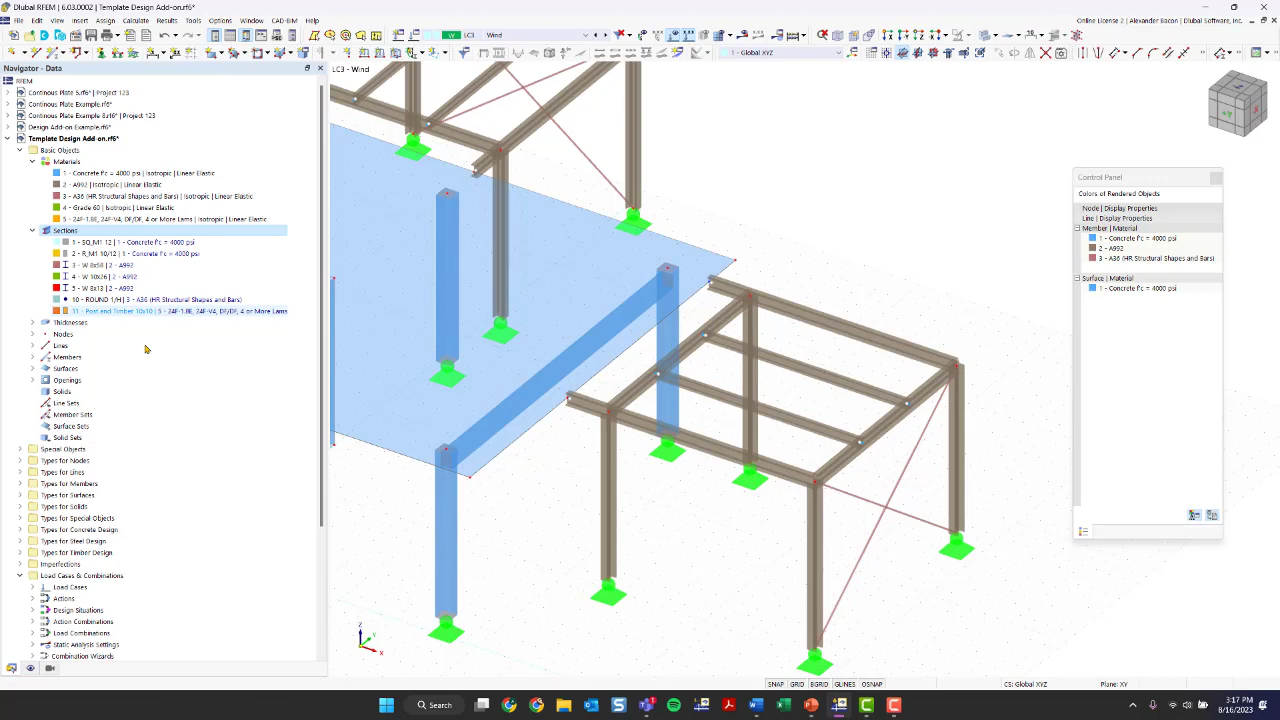 Dlubal RFEM | 6.03.0002 | Template Design Add-on.rf6*
File Edit View Insert Assign Calculate Results Tools Options Window CAD-BIM Help
Online License 2 | Alexander Bacon | Dlubal Software, Inc.
LC3 Wind
1 - Global XYZ
Navigator - Data
RFEM
Continous Plate 5.rf6* | Project 123
Continous Plate Example.rf6*
Design Add-on Example.rf6*
Template Design Add-on.rf6*
Basic Objects
Materials
1 - Concrete f'c = 4000 psi | Isotropic | Linear Elastic
2 - A992 | Isotropic | Linear Elastic
3 - A36 (HR Structural Shapes and Bars) | Isotropic | Linear Elastic
4 - Grade 60 | Isotropic | Linear Elastic
5 - 24F-1.8E, 24F-V4, DF/DF, 4 or More Lams | Isotropic | Linear Elastic
Sections
1 - SQ_M1 12 | 1 - Concrete f'c = 4000 psi
2 - R_M1 10/12 | 1 - Concrete f'c = 4000 psi
3 - W 8x58 | 2 - A992
4 - W 10x26 | 2 - A992
5 - W 8x13 | 2 - A992
10 - ROUND 1/H | 3 - A36 (HR Structural Shapes and Bars)
11 - Post and Timber 10x10 | 5 - 24F-1.8E, 24F-V4, DF/DF, 4 or More Lams
Thicknesses
Nodes
Lines
Members
Surfaces
Openings
Solids
Line Sets
Member Sets
Surface Sets
Solid Sets
Special Objects
Types for Nodes
Types for Lines
Types for Members
Types for Surfaces
Types for Solids
Types for Special Objects
Types for Concrete Design
Types for Steel Design
Types for Timber Design
Imperfections
Load Cases & Combinations
Load Cases
Actions
Design Situations
Action Combinations
Load Combinations
Static Analysis Settings
Combination Wizards
LC3 - Wind
Z
Y
X
+Y
Control Panel
Colors of Rendered Objects
Node | Display Properties
Line | Display Properties
Member | Material
1 - Concrete f'c = 4000 psi
2 - A992
3 - A36 (HR Structural Shapes and Bars)
Surface | Material
1 - Concrete f'c = 4000 psi
SNAP GRID BGRID GLINES OSNAP
CS: Global XYZ
Plane: XY
Search
3:17 PM
8/16/2023